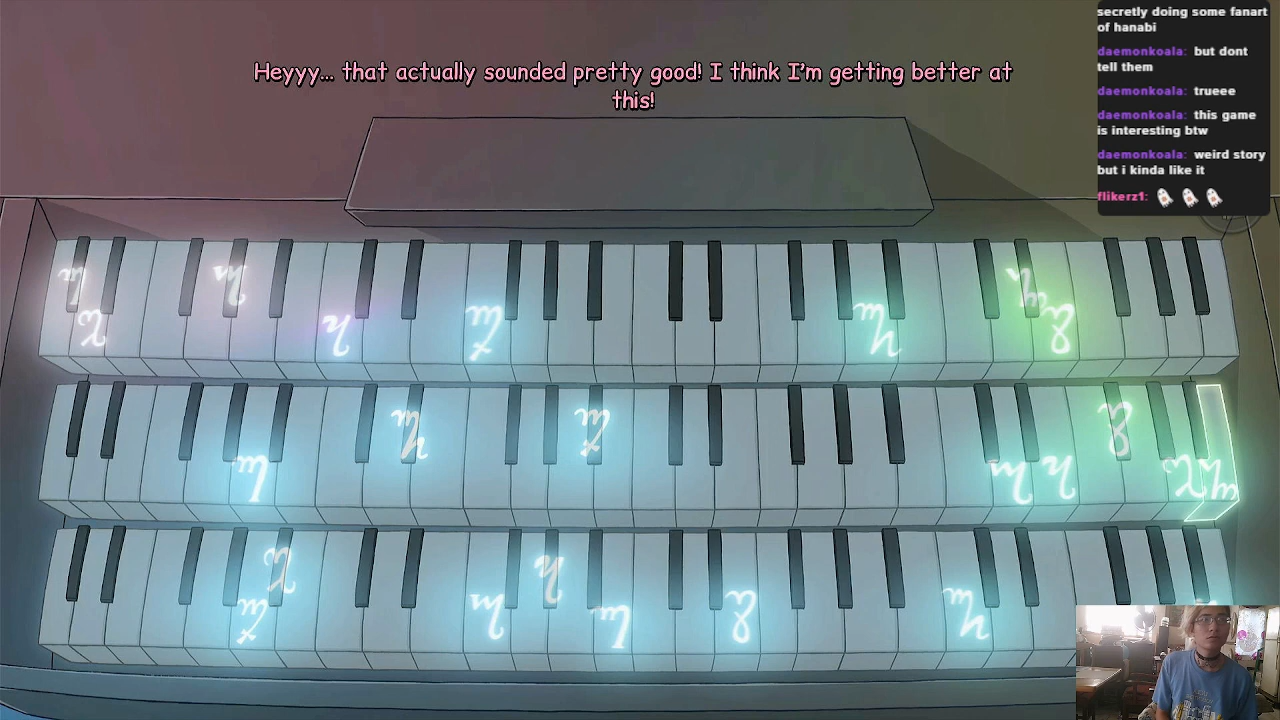 Heyyy... that actually sounded pretty good! I think I'm getting better at
this!
secretly doing some fanart
of hanabi
daemonkoala: but dont
tell them
daemonkoala: trueee
daemonkoala: this game
is interesting btw
daemonkoala: weird story
but i kinda like it
flikerz1: